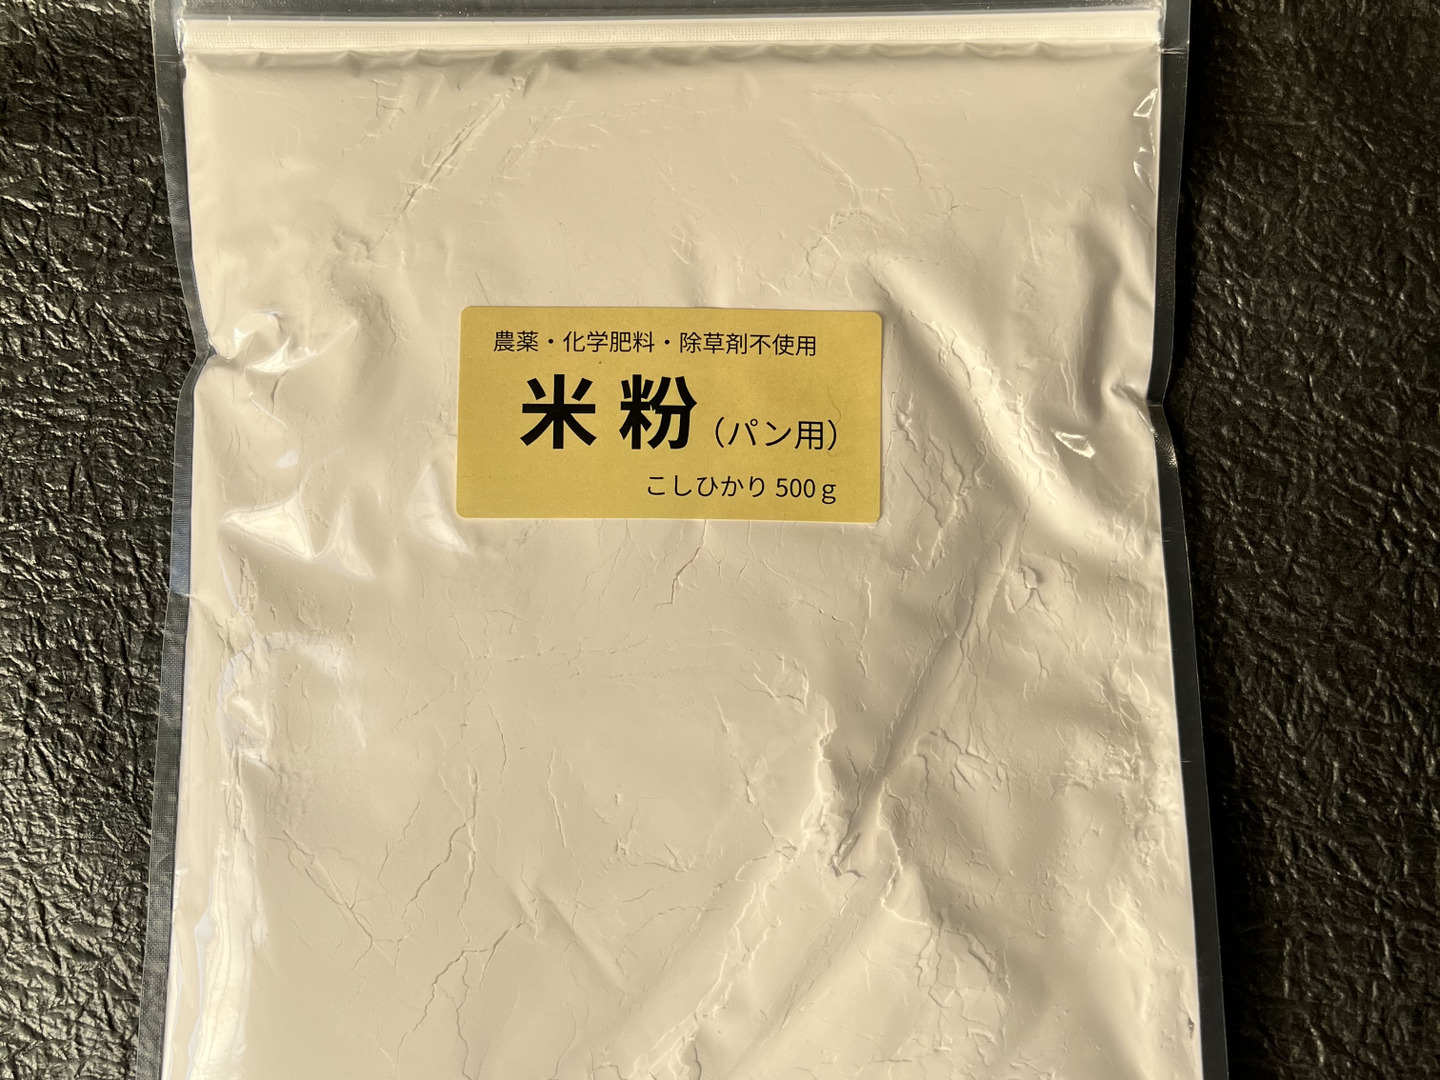 農薬・化学肥料・除草剤不使用
米粉（パン用）
こしひかり 500g